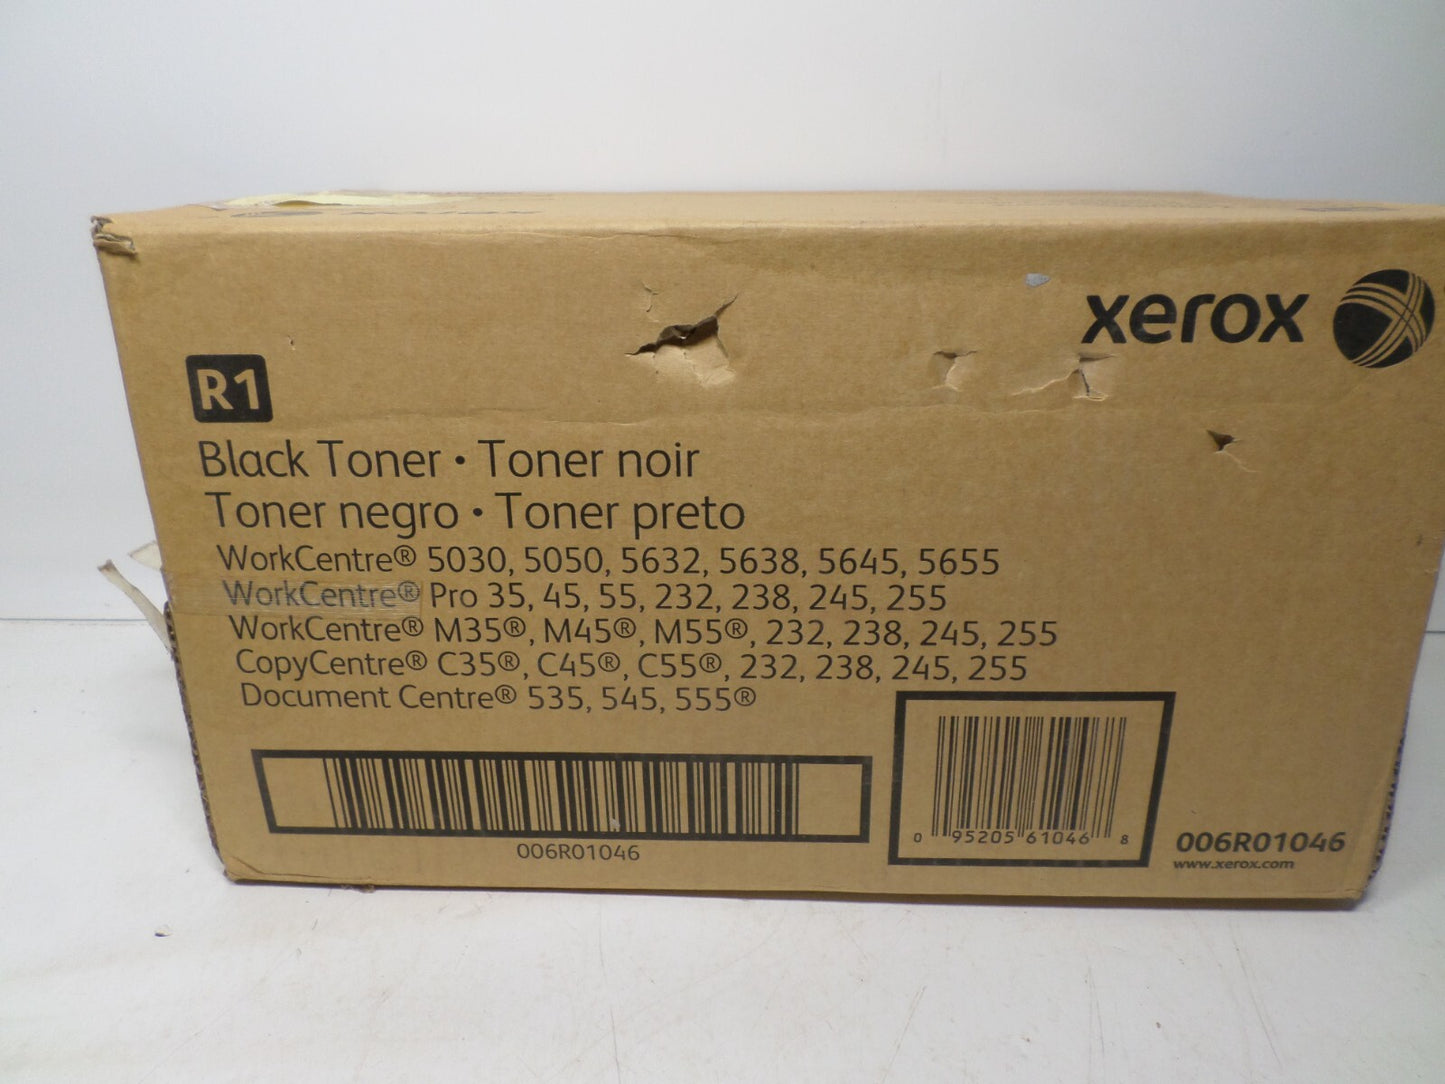 xerox
R1
Black Toner • Toner noir
Toner negro • Toner preto
WorkCentre® 5030, 5050, 5632, 5638, 5645, 5655
WorkCentre® Pro 35, 45, 55, 232, 238, 245, 255
WorkCentre® M35®, M45®, M55®, 232, 238, 245, 255
CopyCentre® C35®, C45®, C55®, 232, 238, 245, 255
Document Centre® 535, 545, 555®
006R01046
0 95205 61046 8
006R01046
www.xerox.com